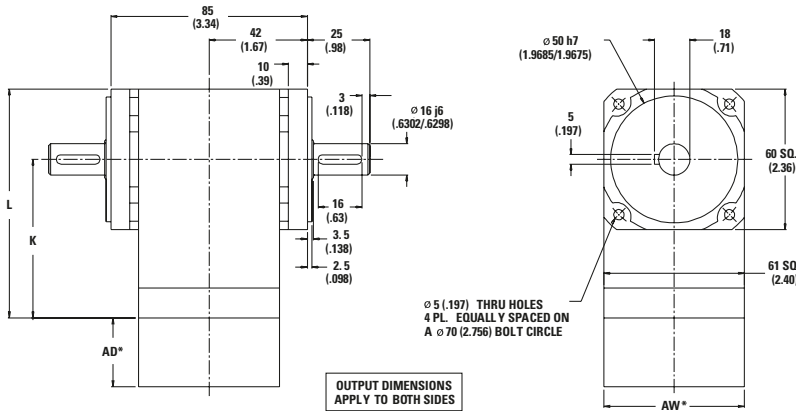 85
(3.34)
42
(1.67)
25
(.98)
10
(.39)
3
(.118)
Ø 16 j6
(.6302/.6298)
L
K
16
(.63)
3.5
(.138)
2.5
(.098)
AD*
OUTPUT DIMENSIONS
APPLY TO BOTH SIDES
Ø 50 h7
(1.9685/1.9675)
18
(.71)
5
(.197)
60 SQ.
(2.36)
61 SQ
(2.40)
Ø 5 (.197) THRU HOLES
4 PL. EQUALLY SPACED ON
A Ø 70 (2.756) BOLT CIRCLE
AW*